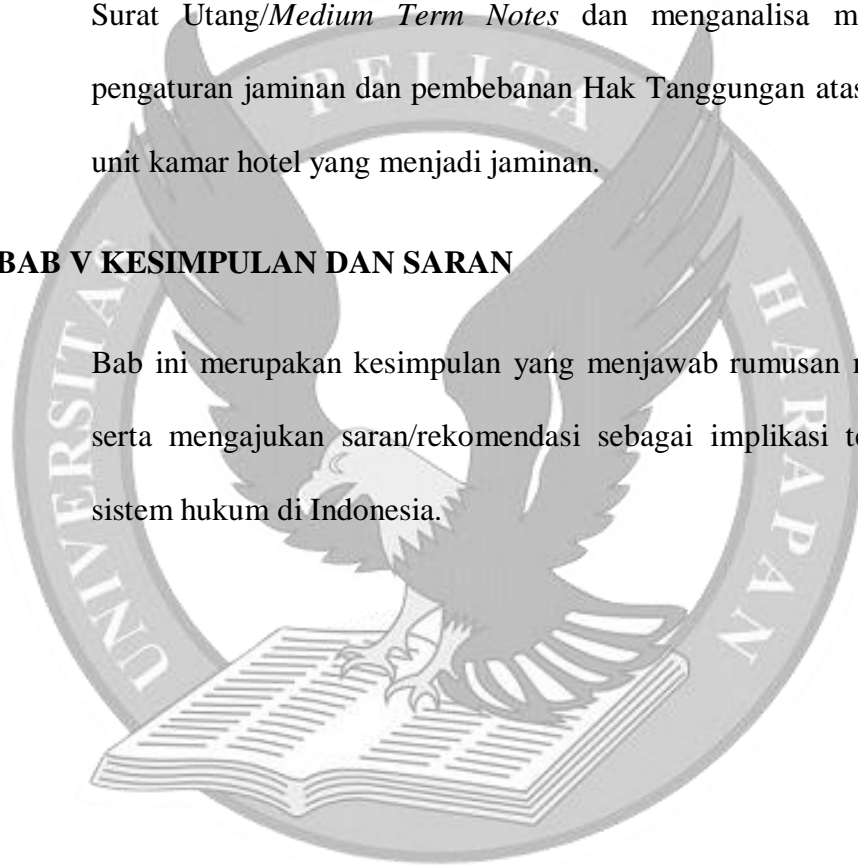 Surat Utang/Medium Term Notes dan menganalisa
pengaturan jaminan dan pembebanan Hak Tanggungan atas
unit kamar hotel yang menjadi jaminan.
BAB V KESIMPULAN DAN SARAN
Bab ini merupakan kesimpulan yang menjawab rumusan
serta mengajukan saran/rekomendasi sebagai implikasi
sistem hukum di Indonesia.
UNIVERSITAS PELITA HARAPAN